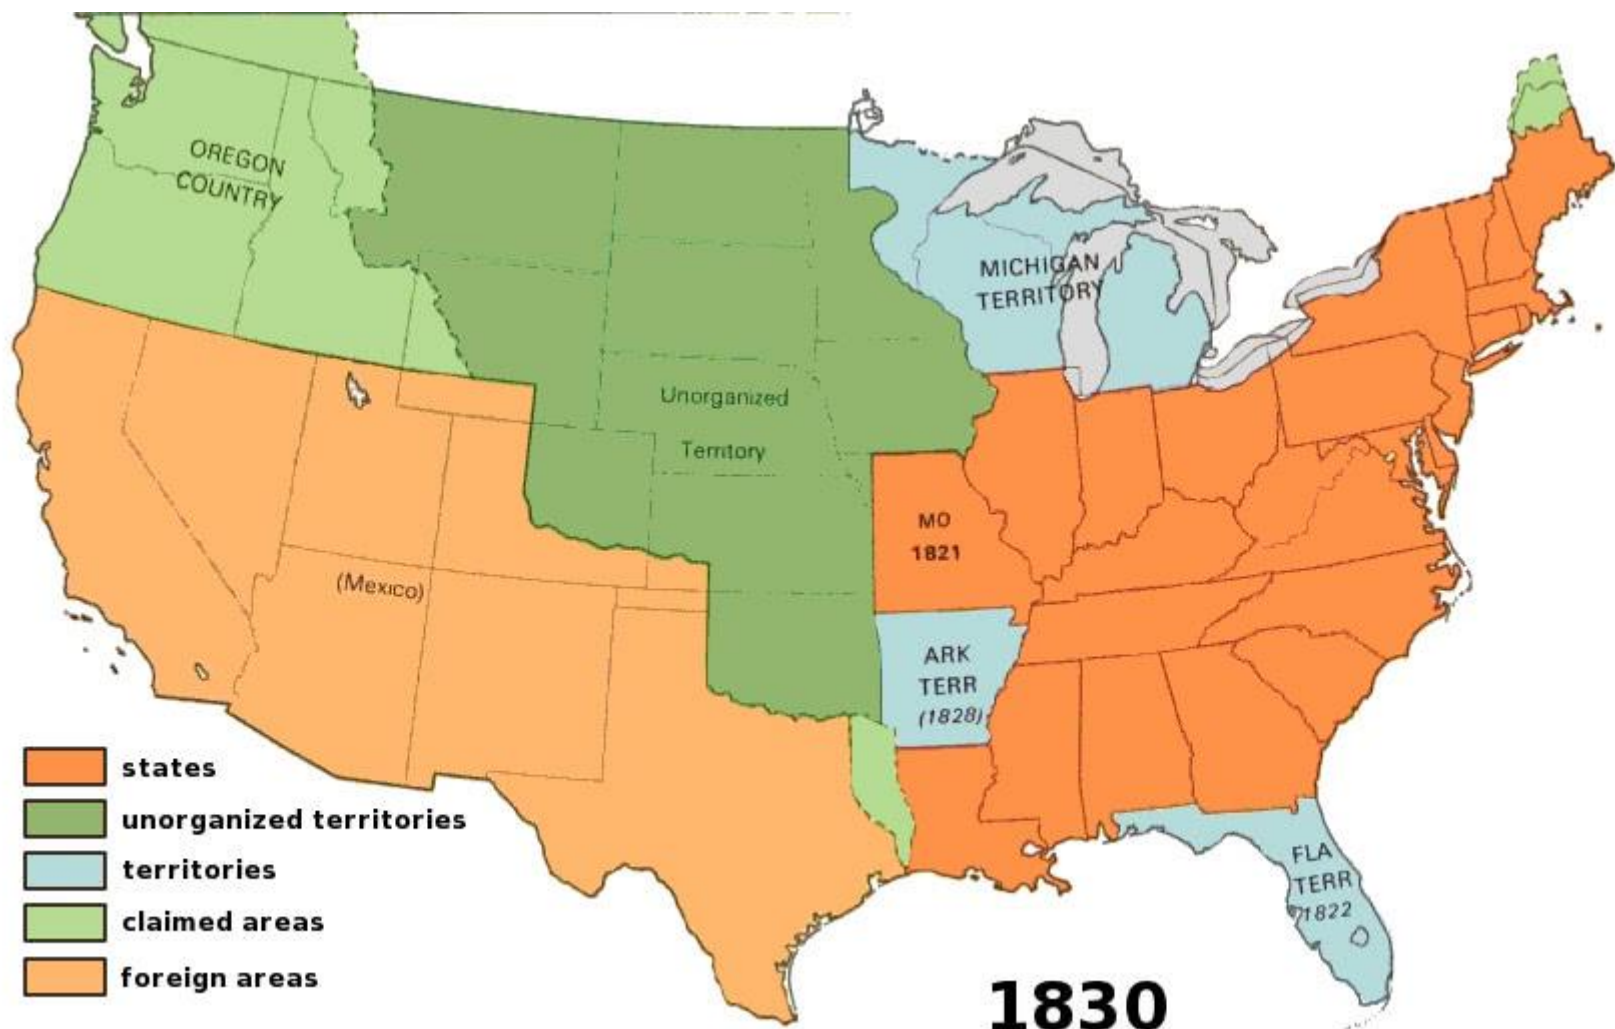 OREGON
COUNTRY
MICHIGAN
TERRITORY
Unorganized
Territory
MO
1821
(Mexico)
ARK
TERR
(1828)
FLA
TERR
1822
states
unorganized territories
territories
claimed areas
foreign areas
1830